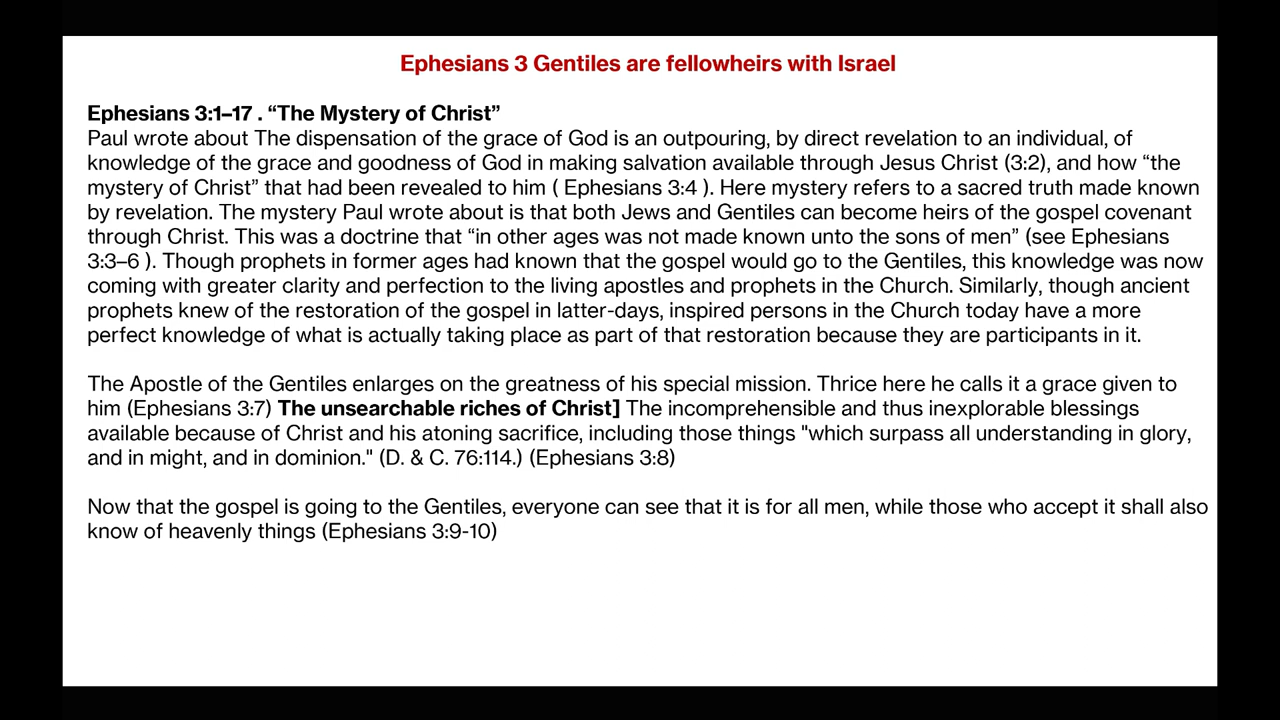 Ephesians 3 Gentiles are fellowheirs with Israel
Ephesians 3:1–17 . “The Mystery of Christ”
Paul wrote about The dispensation of the grace of God is an outpouring, by direct revelation to an individual, of
knowledge of the grace and goodness of God in making salvation available through Jesus Christ (3:2), and how “the
mystery of Christ” that had been revealed to him ( Ephesians 3:4 ). Here mystery refers to a sacred truth made known
by revelation. The mystery Paul wrote about is that both Jews and Gentiles can become heirs of the gospel covenant
through Christ. This was a doctrine that “in other ages was not made known unto the sons of men” (see Ephesians
3:3–6 ). Though prophets in former ages had known that the gospel would go to the Gentiles, this knowledge was now
coming with greater clarity and perfection to the living apostles and prophets in the Church. Similarly, though ancient
prophets knew of the restoration of the gospel in latter-days, inspired persons in the Church today have a more
perfect knowledge of what is actually taking place as part of that restoration because they are participants in it.
The Apostle of the Gentiles enlarges on the greatness of his special mission. Thrice here he calls it a grace given to
him (Ephesians 3:7) The unsearchable riches of Christ] The incomprehensible and thus inexplorable blessings
available because of Christ and his atoning sacrifice, including those things "which surpass all understanding in glory,
and in might, and in dominion." (D. & C. 76:114.) (Ephesians 3:8)
Now that the gospel is going to the Gentiles, everyone can see that it is for all men, while those who accept it shall also
know of heavenly things (Ephesians 3:9-10)